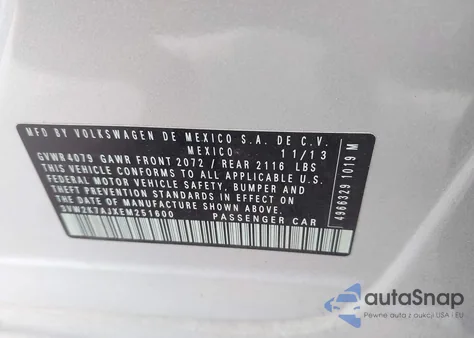 MFD BY VOLKSWAGEN DE MEXICO S.A. DE C.V.
MEXICO 11/13
GVWR4079 GAWR FRONT 2072 / REAR 2116 LBS
THIS VEHICLE CONFORMS TO ALL APPLICABLE U.S.
FEDERAL MOTOR VEHICLE SAFETY, BUMPER AND
THEFT PREVENTION STANDARDS IN EFFECT ON
THE DATE OF MANUFACTURE SHOWN ABOVE.
3VW2K7AJXEM251600 PASSENGER CAR
4966329 1019 M
autoSnap
Pewne auta z aukcji USA i EU